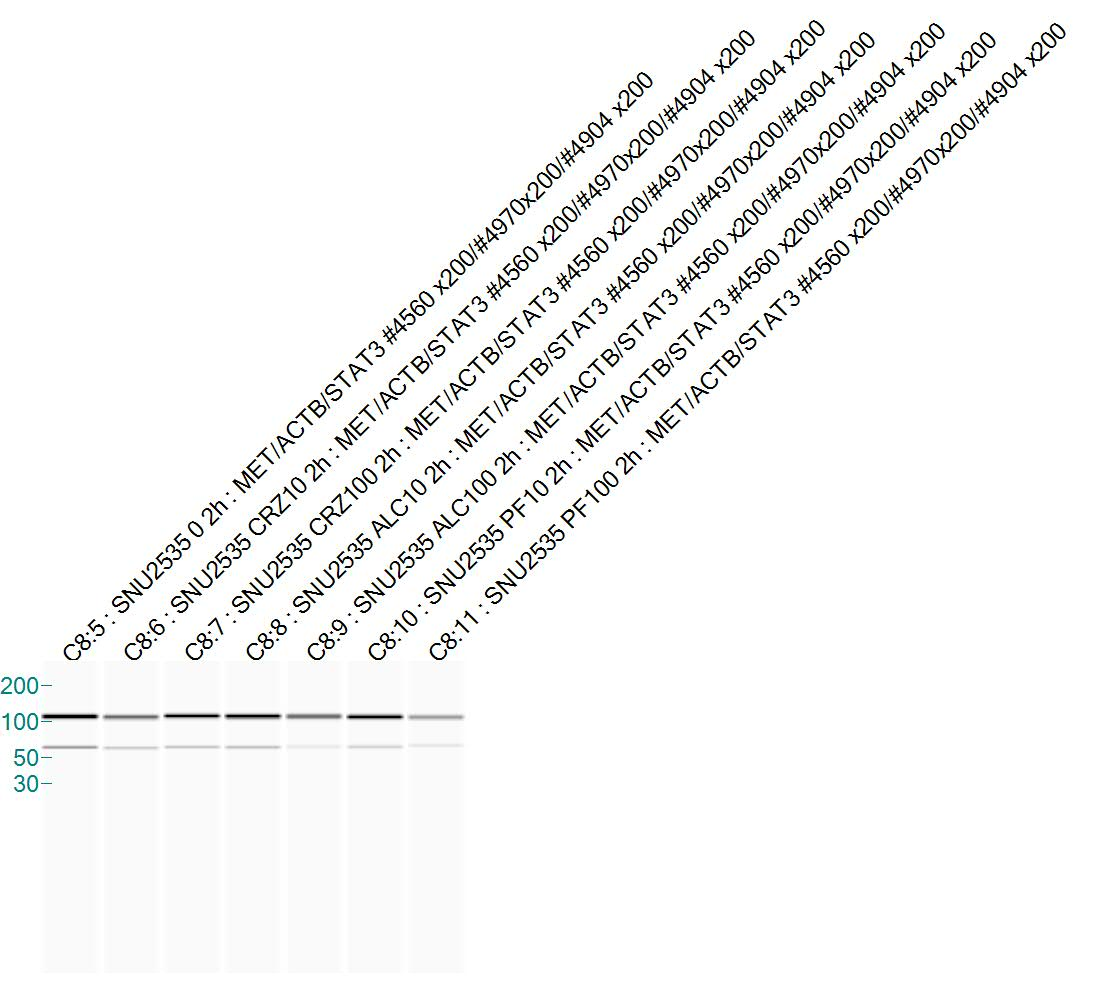 C8:5 : SNU2535 0 2h : MET/ACTB/STAT3 #4560 x200/#4970x200/#4904 x200
C8:6 : SNU2535 CRZ10 2h : MET/ACTB/STAT3 #4560 x200/#4970x200/#4904 x200
C8:7 : SNU2535 CRZ100 2h : MET/ACTB/STAT3 #4560 x200/#4970x200/#4904 x200
C8:8 : SNU2535 ALC10 2h : MET/ACTB/STAT3 #4560 x200/#4970x200/#4904 x200
C8:9 : SNU2535 ALC100 2h : MET/ACTB/STAT3 #4560 x200/#4970x200/#4904 x200
C8:10 : SNU2535 PF10 2h : MET/ACTB/STAT3 #4560 x200/#4970x200/#4904 x200
C8:11 : SNU2535 PF100 2h : MET/ACTB/STAT3 #4560 x200/#4970x200/#4904 x200
200
100
50
30